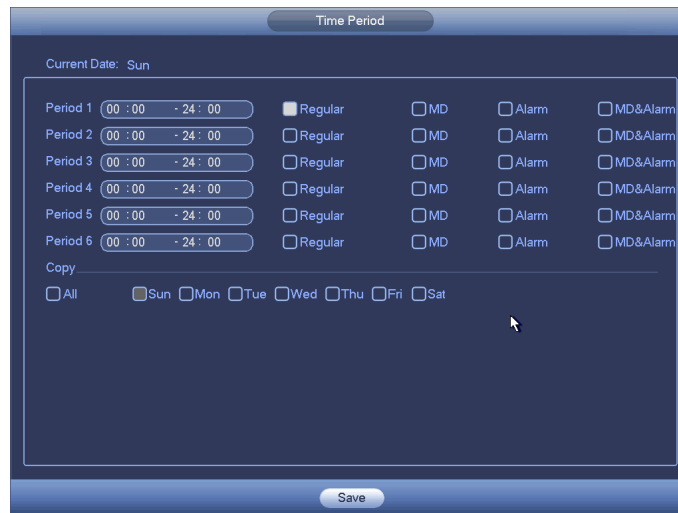 Time Period
Current Date: Sun
Period 1 00 :00 - 24 : 00 Regular MD Alarm MD&Alarm
Period 2 00 :00 - 24 : 00 Regular MD Alarm MD&Alarm
Period 3 00 :00 - 24 : 00 Regular MD Alarm MD&Alarm
Period 4 00 :00 - 24 : 00 Regular MD Alarm MD&Alarm
Period 5 00 :00 - 24 : 00 Regular MD Alarm MD&Alarm
Period 6 00 :00 - 24 : 00 Regular MD Alarm MD&Alarm
Copy
All Sun Mon Tue Wed Thu Fri Sat
Save